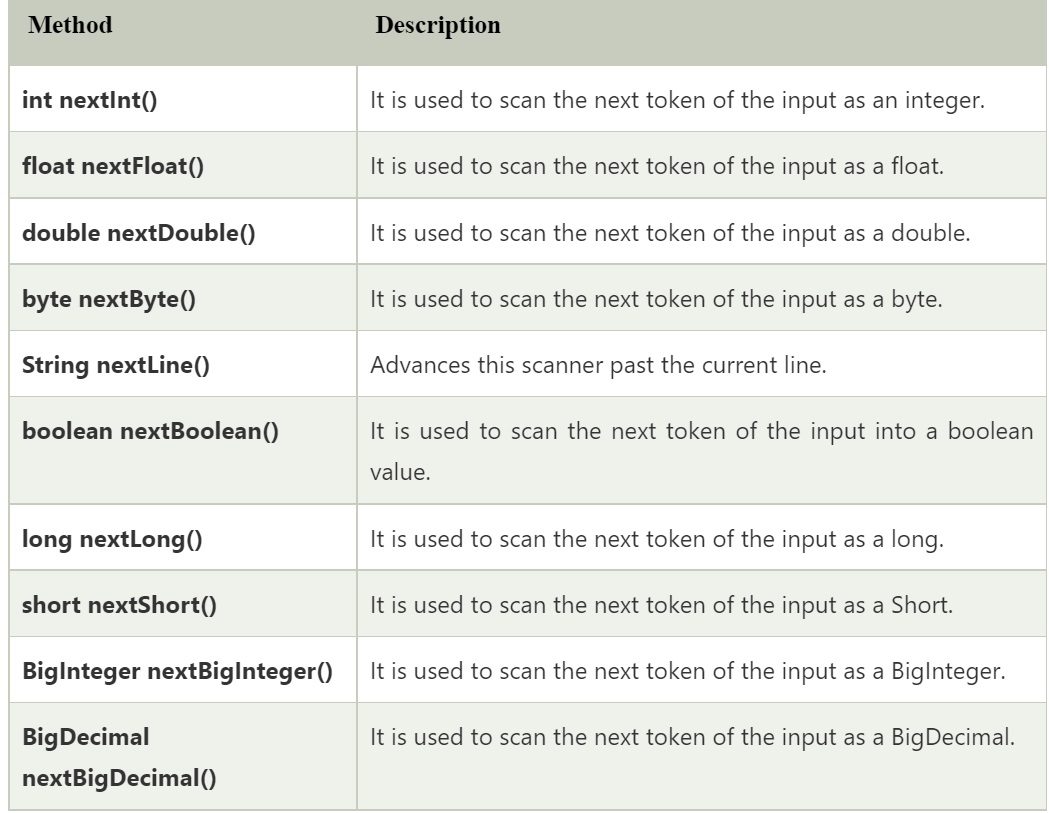 Method Description
int nextInt() It is used to scan the next token of the input as an integer.
float nextFloat() It is used to scan the next token of the input as a float.
double nextDouble() It is used to scan the next token of the input as a double.
byte nextByte() It is used to scan the next token of the input as a byte.
String nextLine() Advances this scanner past the current line.
boolean nextBoolean() It is used to scan the next token of the input into a boolean
value.
long nextLong() It is used to scan the next token of the input as a long.
short nextShort() It is used to scan the next token of the input as a Short.
BigInteger nextBigInteger() It is used to scan the next token of the input as a BigInteger.
BigDecimal It is used to scan the next token of the input as a BigDecimal.
nextBigDecimal()